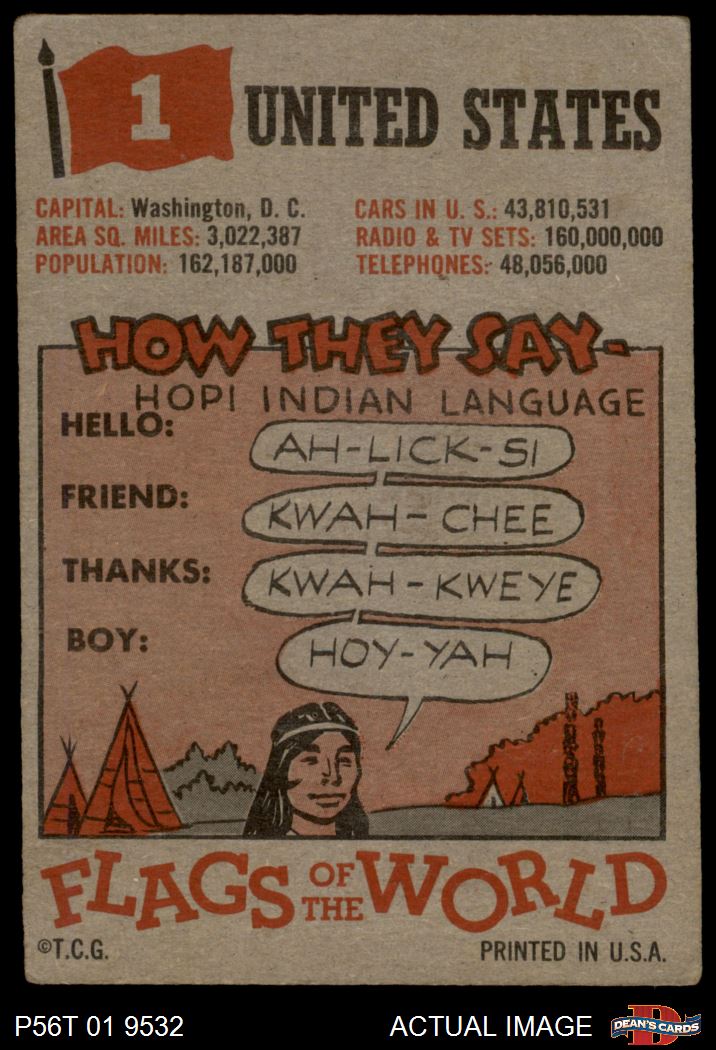 1 UNITED STATES
CAPITAL: Washington, D. C.
AREA SQ. MILES: 3,022,387
POPULATION: 162,187,000
CARS IN U. S.: 43,810,531
RADIO & TV SETS: 160,000,000
TELEPHONES: 48,056,000
HOW THEY SAY-
HOPI INDIAN LANGUAGE
HELLO: AH-LICK-SI
FRIEND: KWAH-CHEE
THANKS: KWAH-KWEYE
BOY: HOY-YAH
FLAGS OF THE WORLD
©T.C.G. PRINTED IN U.S.A.
P56T 01 9532 ACTUAL IMAGE D DEAN'S CARDS